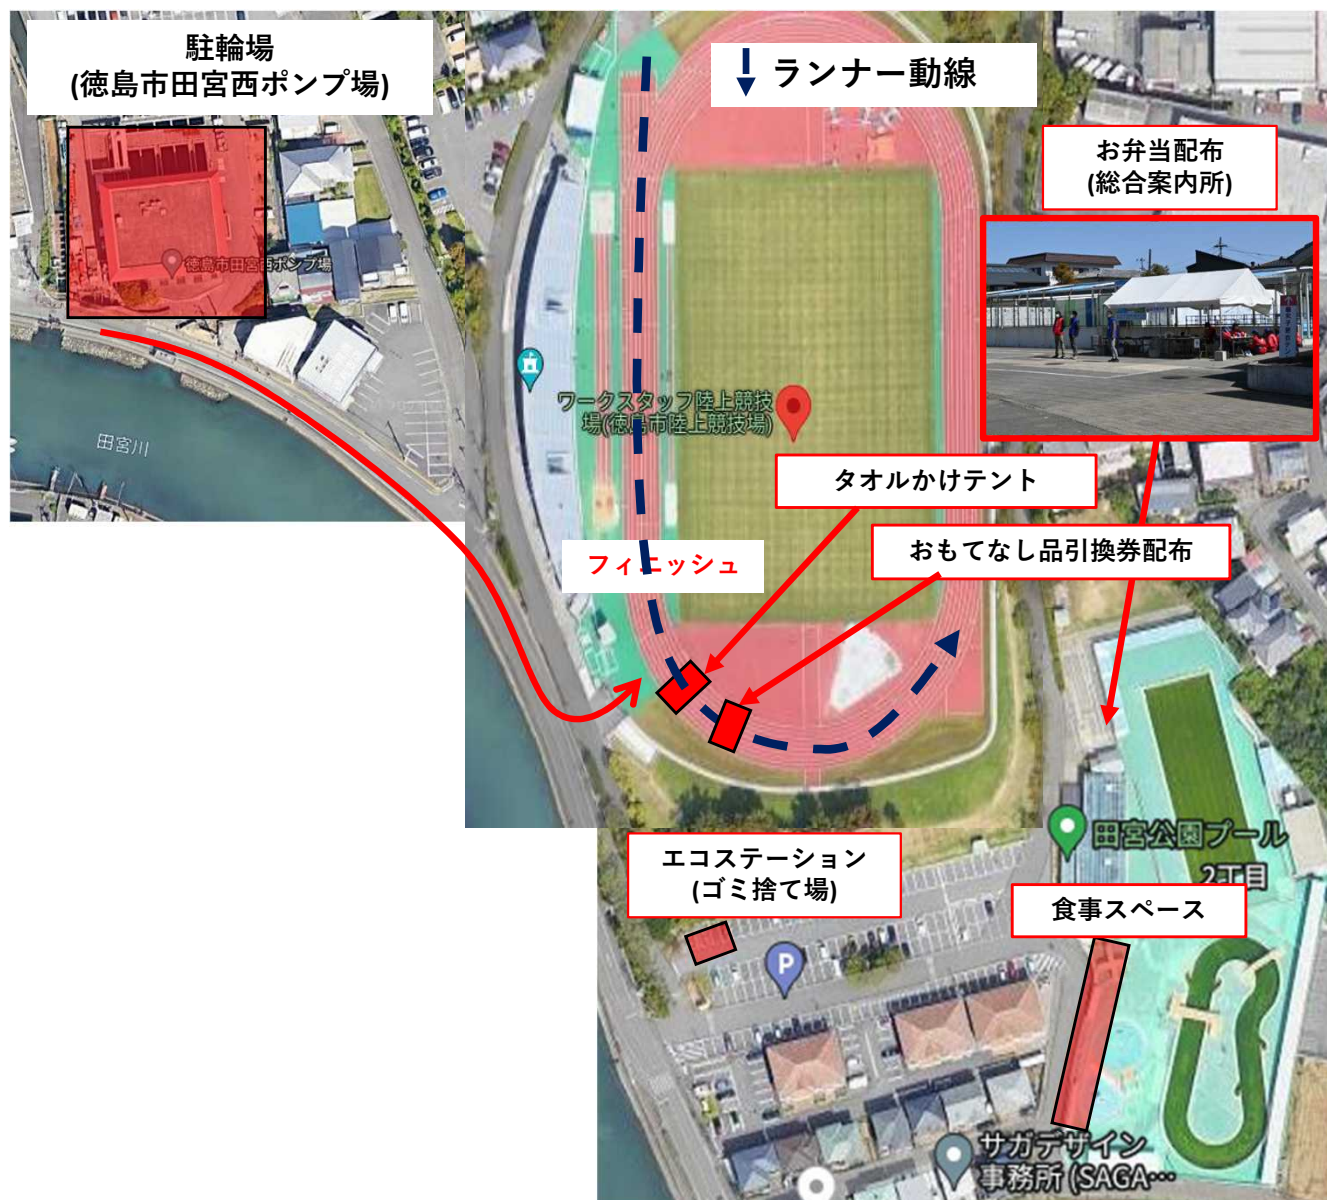 駐輪場
(徳島市田宮西ポンプ場)
ランナー動線
お弁当配布
(総合案内所)
徳島市田宮西ポンプ場
田宮川
ワークスタッフ陸上競技
場(徳島市陸上競技場)
タオルかけテント
おもてなし品引換券配布
フィニッシュ
エコステーション
(ゴミ捨て場)
P
田宮公園プール
2丁目
食事スペース
サガデザイン
事務所 (SAGA…